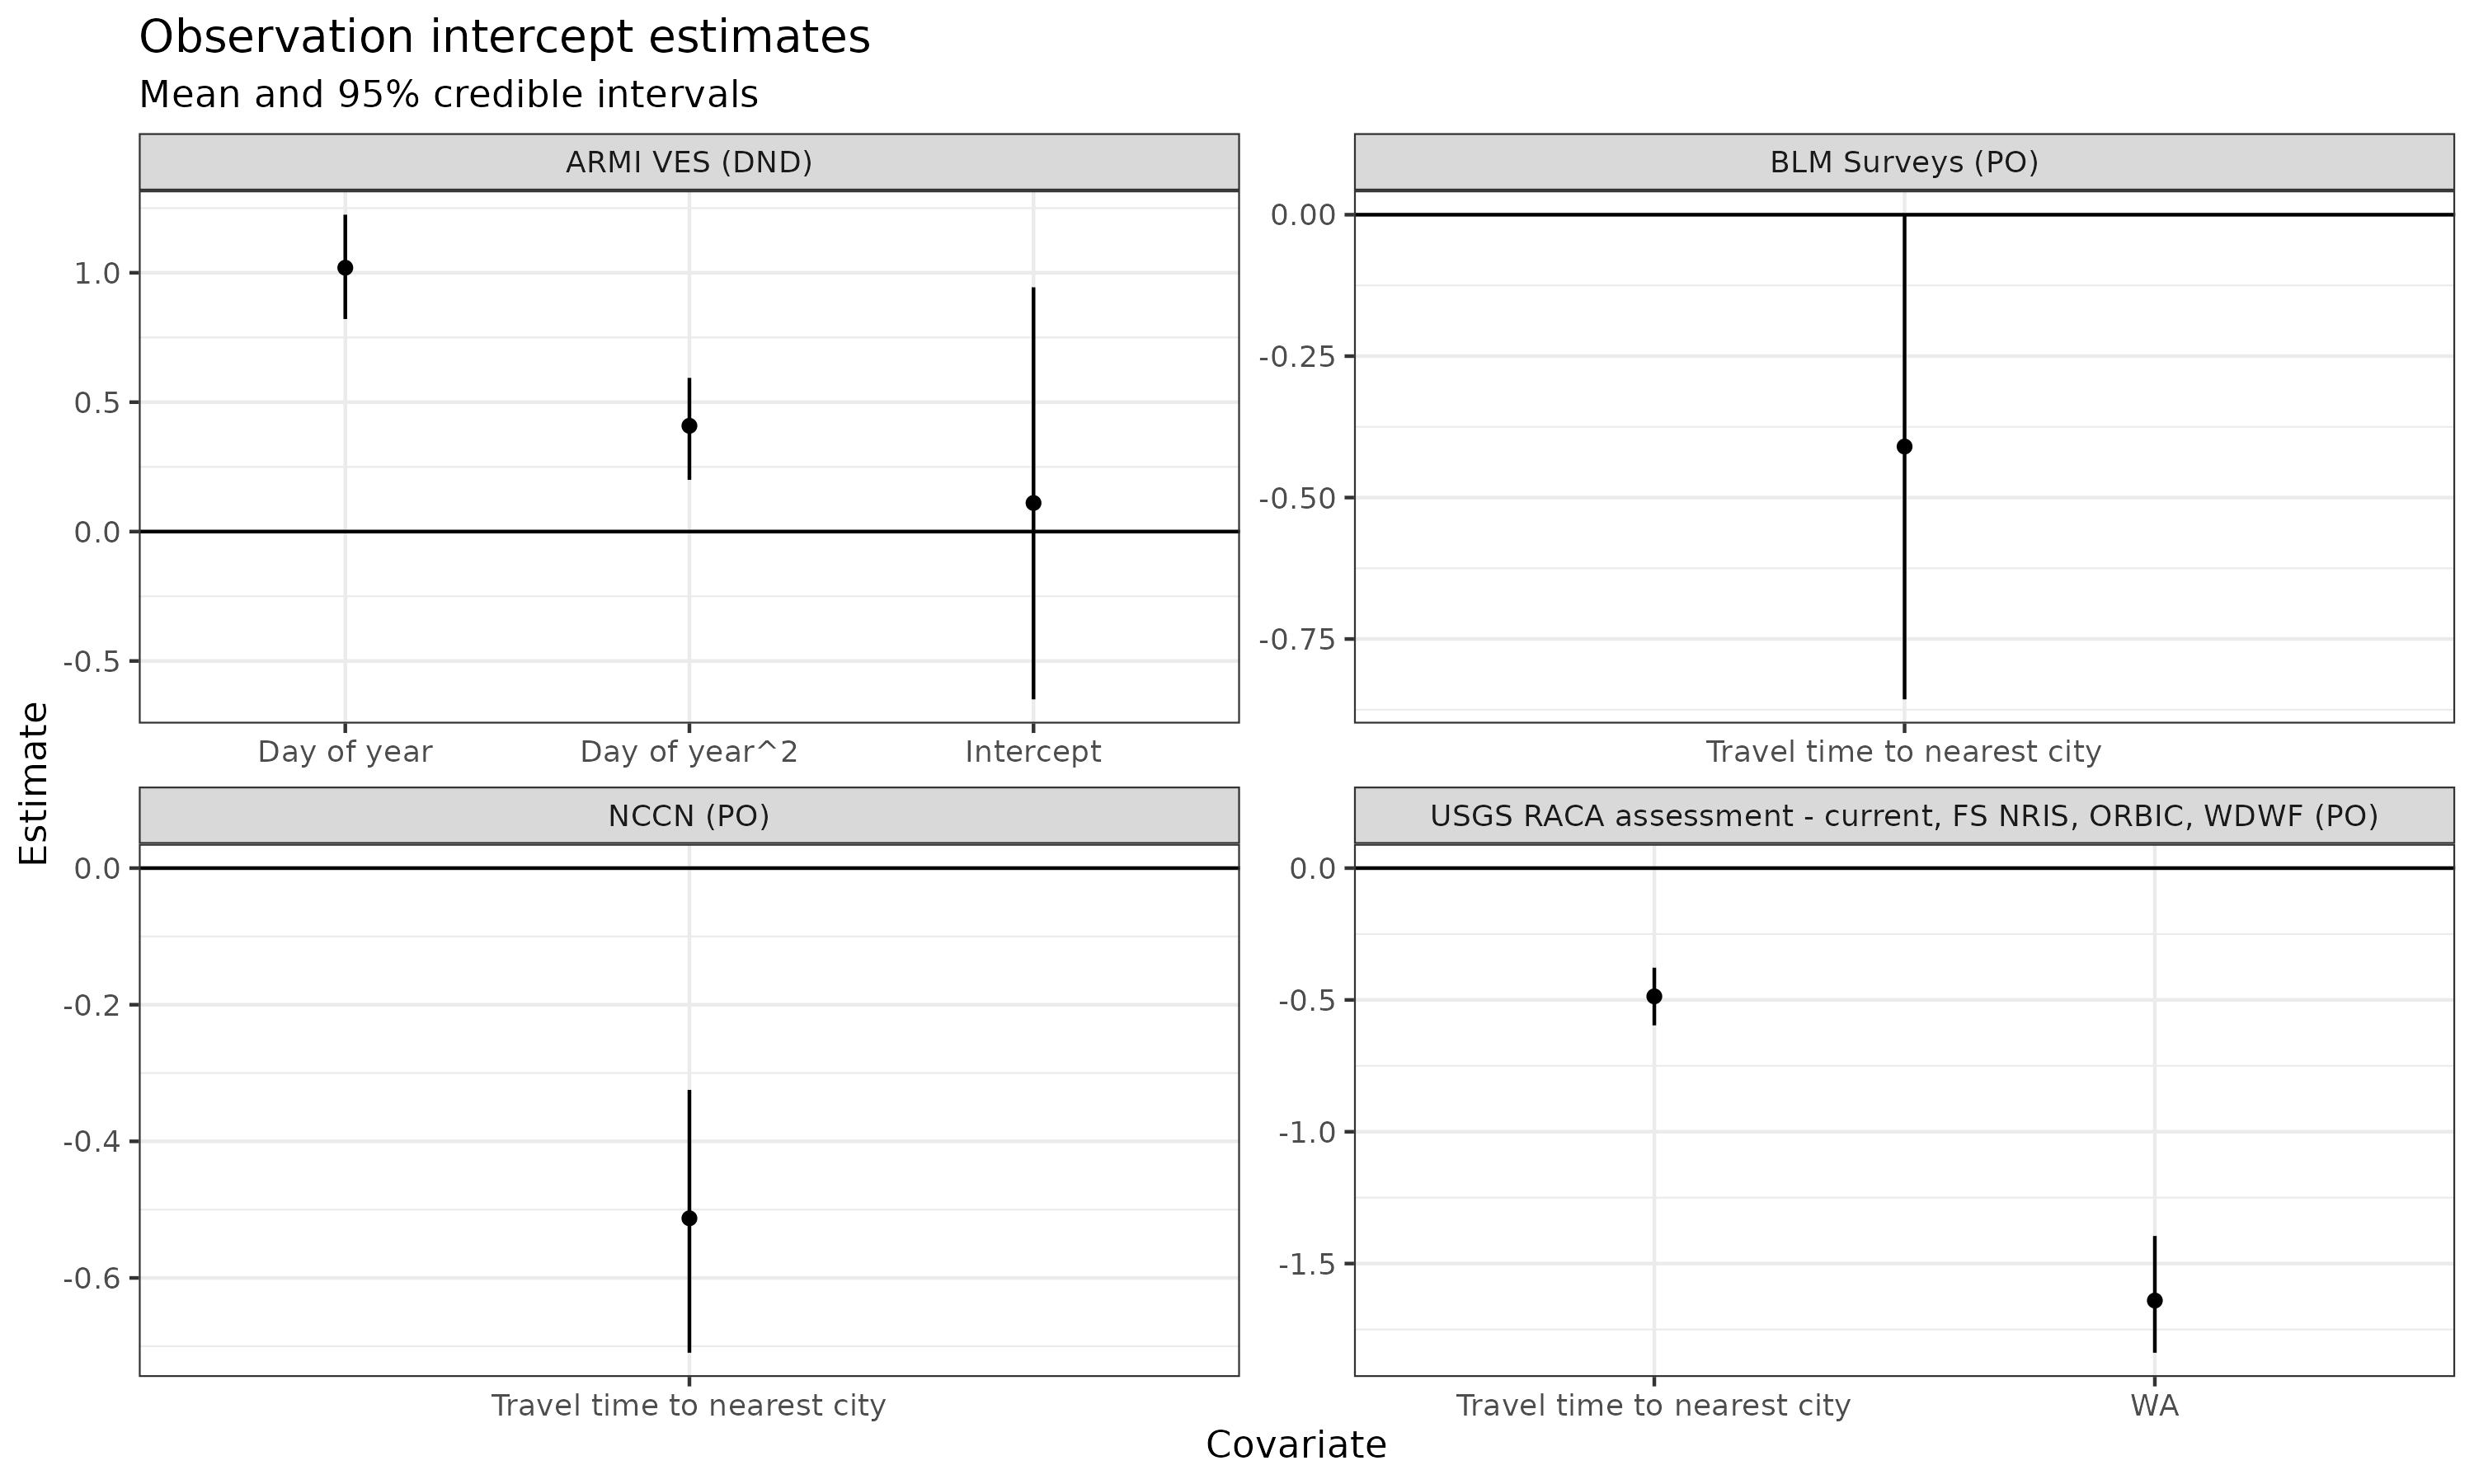 Observation intercept estimates
Mean and 95% credible intervals
ARMI VES (DND)
1.0
0.5
0.0
-0.5
Day of year
Day of year^2
Intercept
BLM Surveys (PO)
0.00
-0.25
-0.50
-0.75
Travel time to nearest city
Estimate
NCCN (PO)
0.0
-0.2
-0.4
-0.6
Travel time to nearest city
USGS RACA assessment - current, FS NRIS, ORBIC, WDWF (PO)
0.0
-0.5
-1.0
-1.5
Travel time to nearest city
WA
Covariate